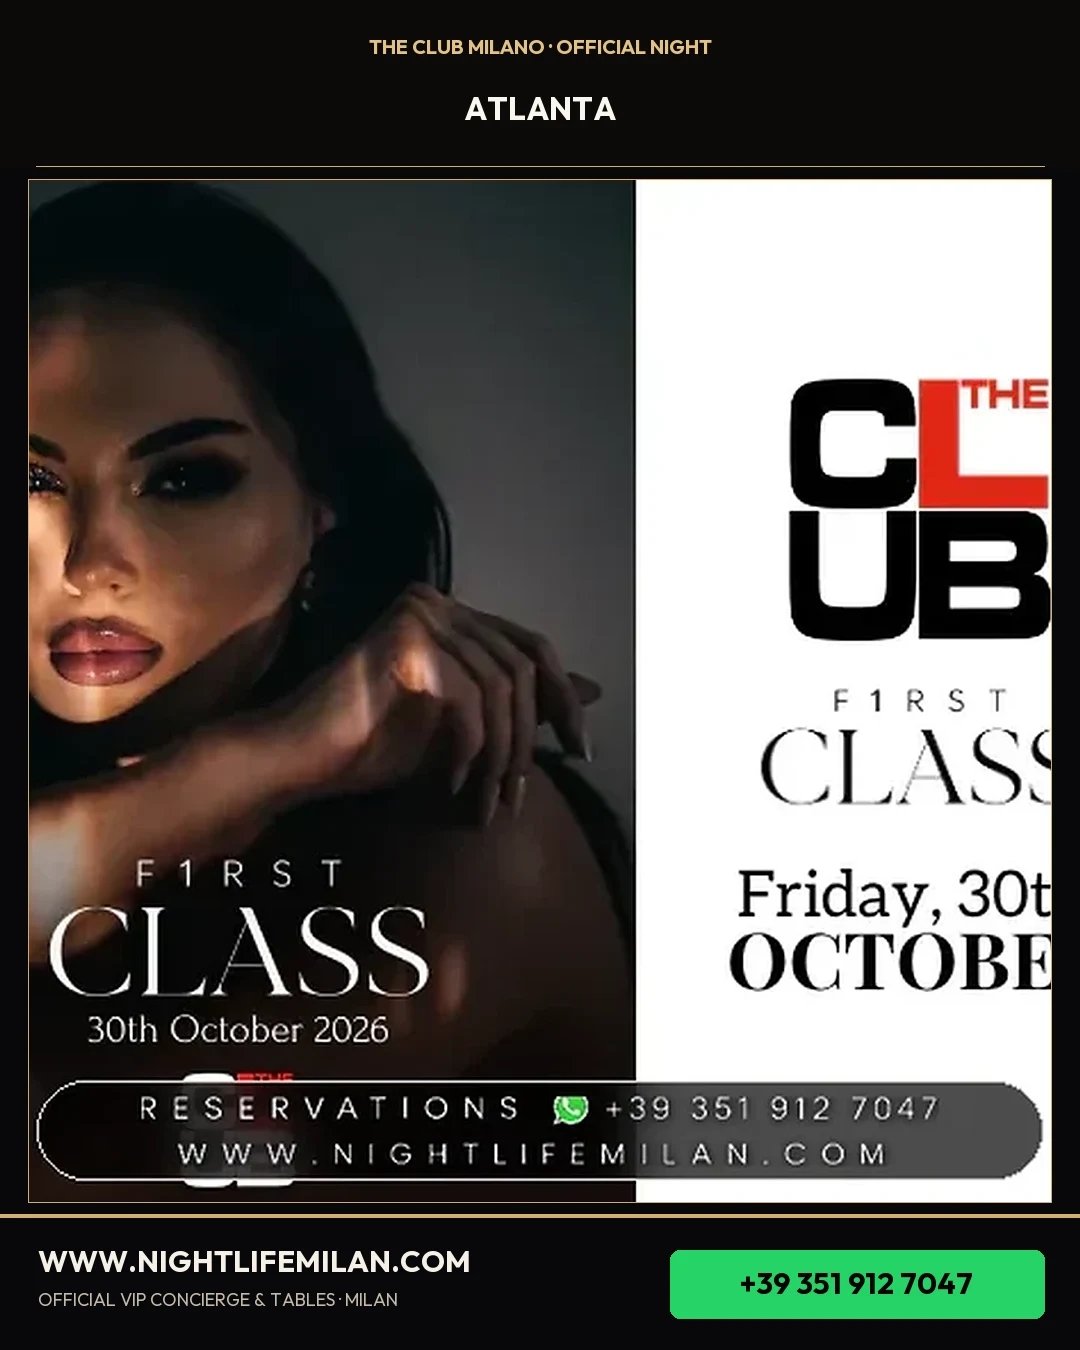 THE CLUB MILANO · OFFICIAL NIGHT
ATLANTA
THE
CL
UB
F1RST
CLASS
Friday, 30t
OCTOBE
F1RST
CLASS
30th October 2026
THE
RESERVATIONS +39 351 912 7047
WWW.NIGHTLIFEMILAN.COM
WWW.NIGHTLIFEMILAN.COM
OFFICIAL VIP CONCIERGE & TABLES · MILAN
+39 351 912 7047